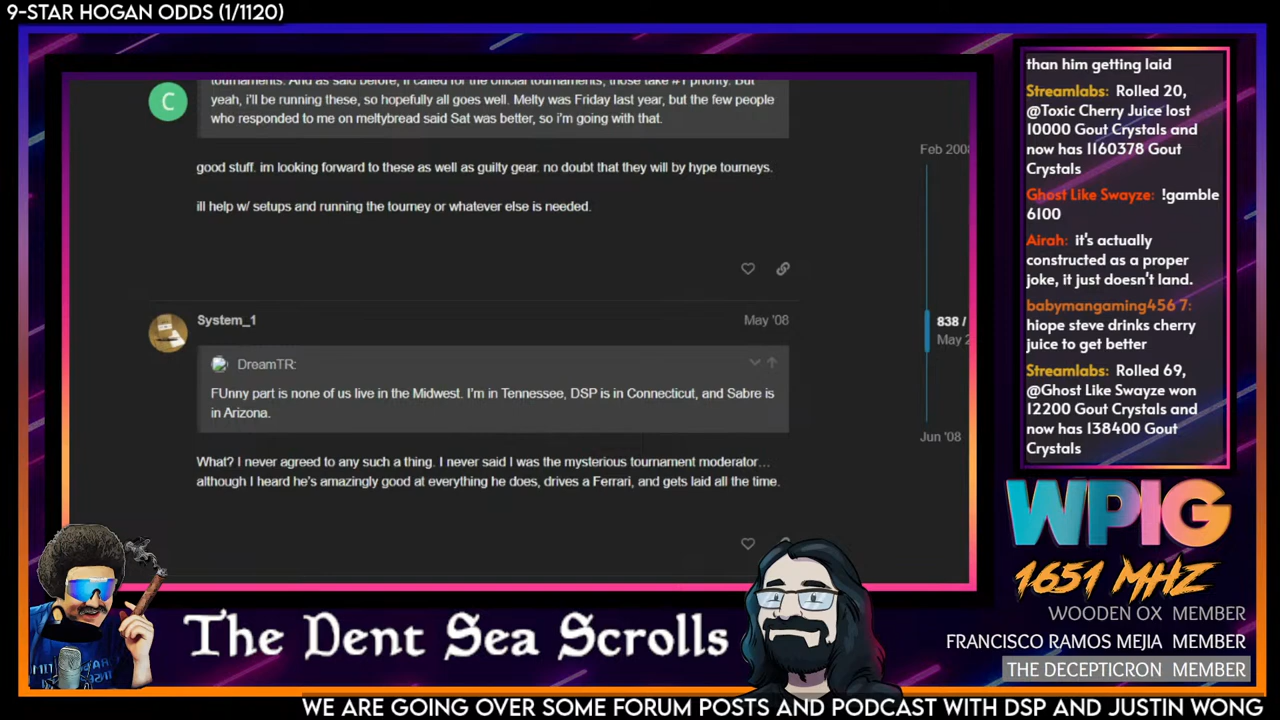 9-STAR HOGAN ODDS (1/1120)
tournaments. And as said before, if called for the official tournaments, those take #1 priority. But
yeah, i'll be running these, so hopefully all goes well. Melty was Friday last year, but the few people
who responded to me on meltybread said Sat was better, so i'm going with that.
C
good stuff. im looking forward to these as well as guilty gear. no doubt that they will by hype tourneys.
ill help w/ setups and running the tourney or whatever else is needed.
System_1
May '08
DreamTR:
FUnny part is none of us live in the Midwest. I'm in Tennessee, DSP is in Connecticut, and Sabre is
in Arizona.
What? I never agreed to any such a thing. I never said I was the mysterious tournament moderator…
although I heard he's amazingly good at everything he does, drives a Ferrari, and gets laid all the time.
Feb 2008
838 /
May 2
Jun '08
than him getting laid
Streamlabs: Rolled 20,
@Toxic Cherry Juice lost
10000 Gout Crystals and
now has 1160378 Gout
Crystals
Ghost Like Swayze: !gamble
6100
Airah: it's actually
constructed as a proper
joke, it just doesn't land.
babymangaming456 7:
hiope steve drinks cherry
juice to get better
Streamlabs: Rolled 69,
@Ghost Like Swayze won
12200 Gout Crystals and
now has 138400 Gout
Crystals
WPIG
1651 MHZ
WOODEN OX MEMBER
FRANCISCO RAMOS MEJIA MEMBER
THE DECEPTICRON MEMBER
The Dent Sea Scrolls
WE ARE GOING OVER SOME FORUM POSTS AND PODCAST WITH DSP AND JUSTIN WONG